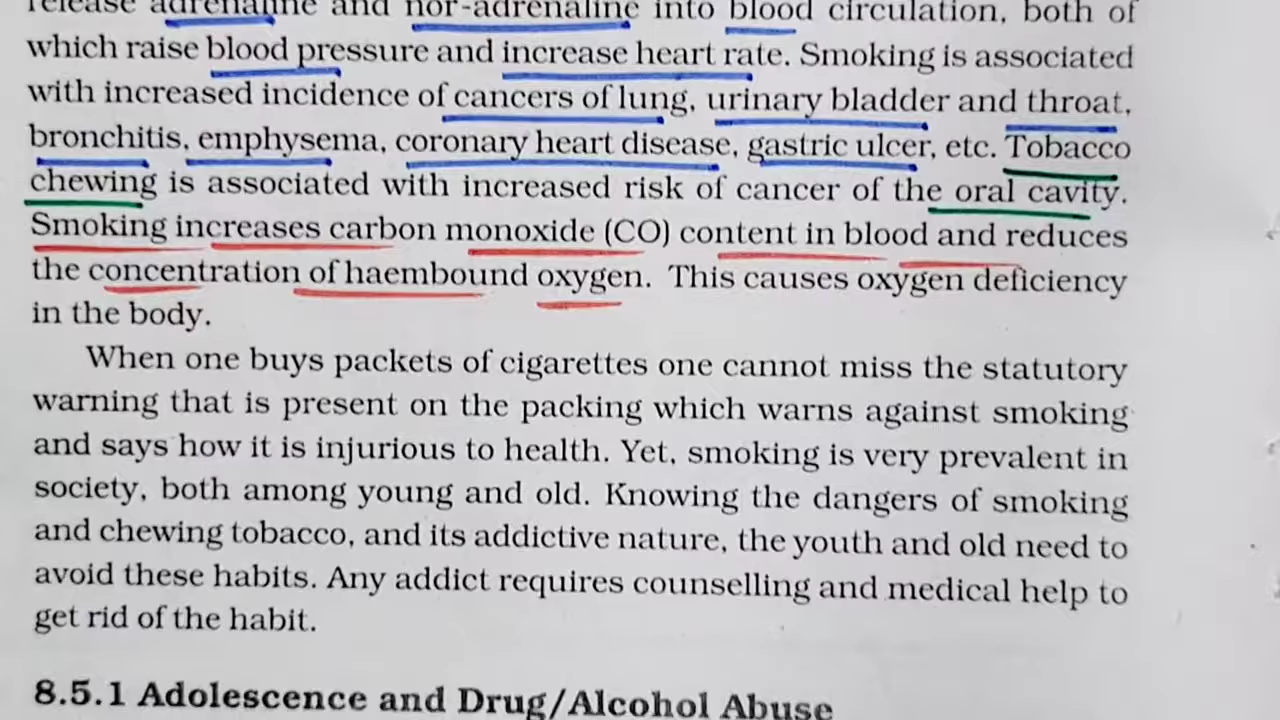 release adrenaline and nor-adrenaline into blood circulation, both of
which raise blood pressure and increase heart rate. Smoking is associated
with increased incidence of cancers of lung, urinary bladder and throat,
bronchitis, emphysema, coronary heart disease, gastric ulcer, etc. Tobacco
chewing is associated with increased risk of cancer of the oral cavity.
Smoking increases carbon monoxide (CO) content in blood and reduces
the concentration of haembound oxygen. This causes oxygen deficiency
in the body.
When one buys packets of cigarettes one cannot miss the statutory
warning that is present on the packing which warns against smoking
and says how it is injurious to health. Yet, smoking is very prevalent in
society, both among young and old. Knowing the dangers of smoking
and chewing tobacco, and its addictive nature, the youth and old need to
avoid these habits. Any addict requires counselling and medical help to
get rid of the habit.
8.5.1 Adolescence and Drug/Alcohol Abuse